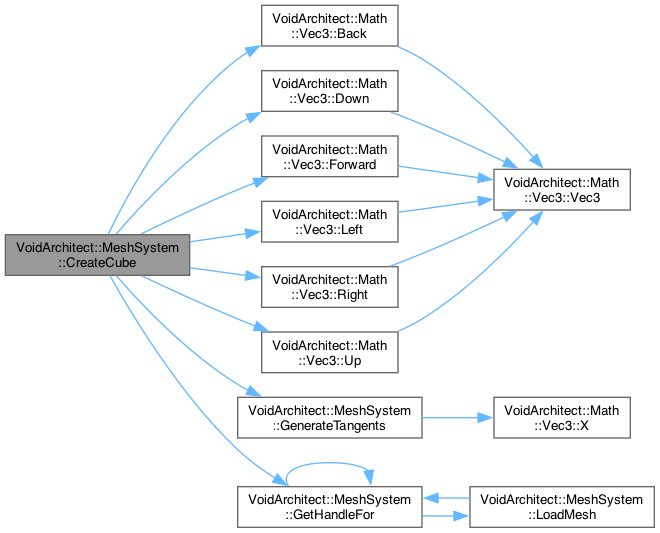 VoidArchitect::Math
::Vec3::Back
VoidArchitect::Math
::Vec3::Down
VoidArchitect::Math
::Vec3::Forward
VoidArchitect::Math
::Vec3::Vec3
VoidArchitect::Math
::Vec3::Left
VoidArchitect::MeshSystem
::CreateCube
VoidArchitect::Math
::Vec3::Right
VoidArchitect::Math
::Vec3::Up
VoidArchitect::MeshSystem
::GenerateTangents
VoidArchitect::Math
::Vec3::X
VoidArchitect::MeshSystem
::GetHandleFor
VoidArchitect::MeshSystem
::LoadMesh